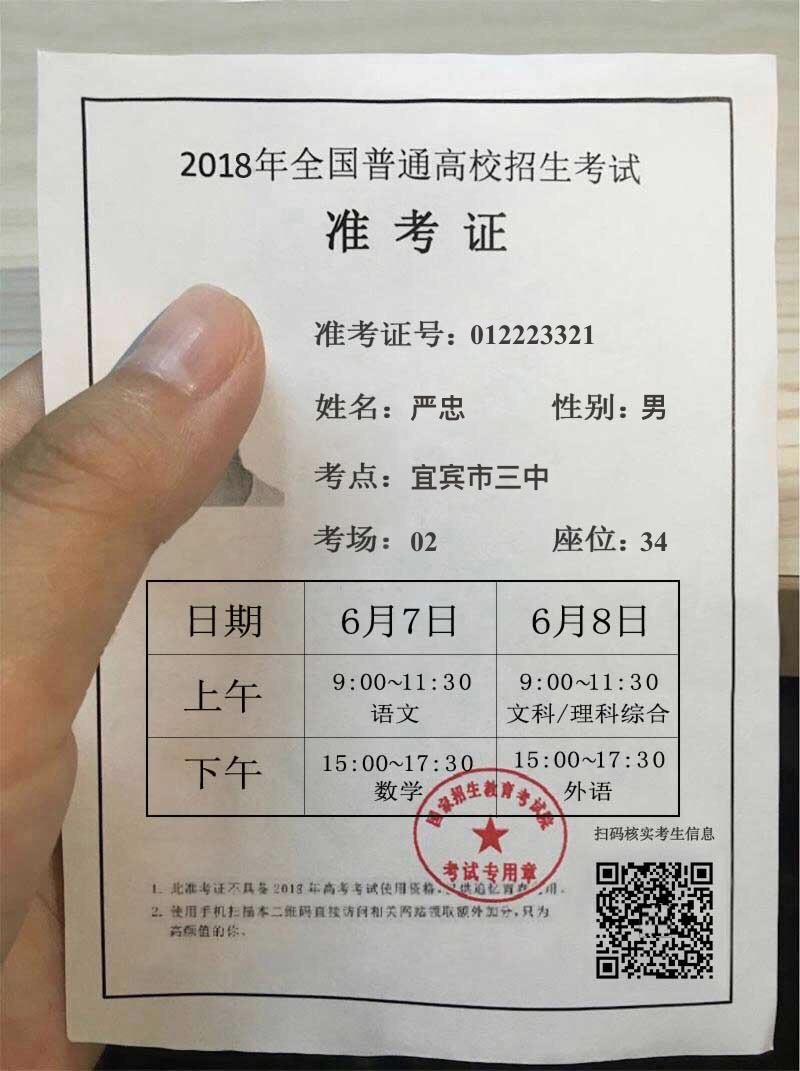 2018年全国普通高校招生考试
准考证
准考证号：012223321
姓名：严忠 性别：男
考点：宜宾市三中
考场：02 座位：34
日期 6月7日 6月8日
上午 9:00~11:30 9:00~11:30
语文 文科/理科综合
下午 15:00~17:30 15:00~17:30
数学 外语
国家招生教育考试院
考试专用章
扫码核实考生信息
1. 此准考证不具备 2018 年高考考试使用资格，供追忆青春用。
2. 使用手机扫描本二维码直接访问相关网站领取额外加分，只为
高颜值的你、